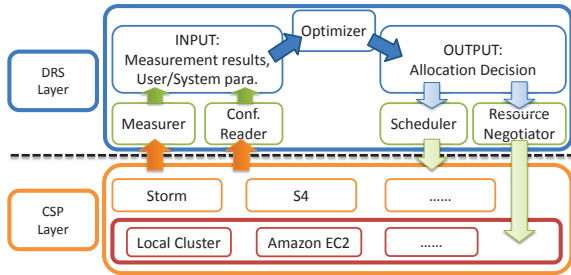 DRS
Layer
INPUT:
Measurement results,
User/System para.
Optimizer
OUTPUT:
Allocation Decision
Measurer
Conf.
Reader
Scheduler
Resource
Negotiator
CSP
Layer
Storm
S4
......
Local Cluster
Amazon EC2
......